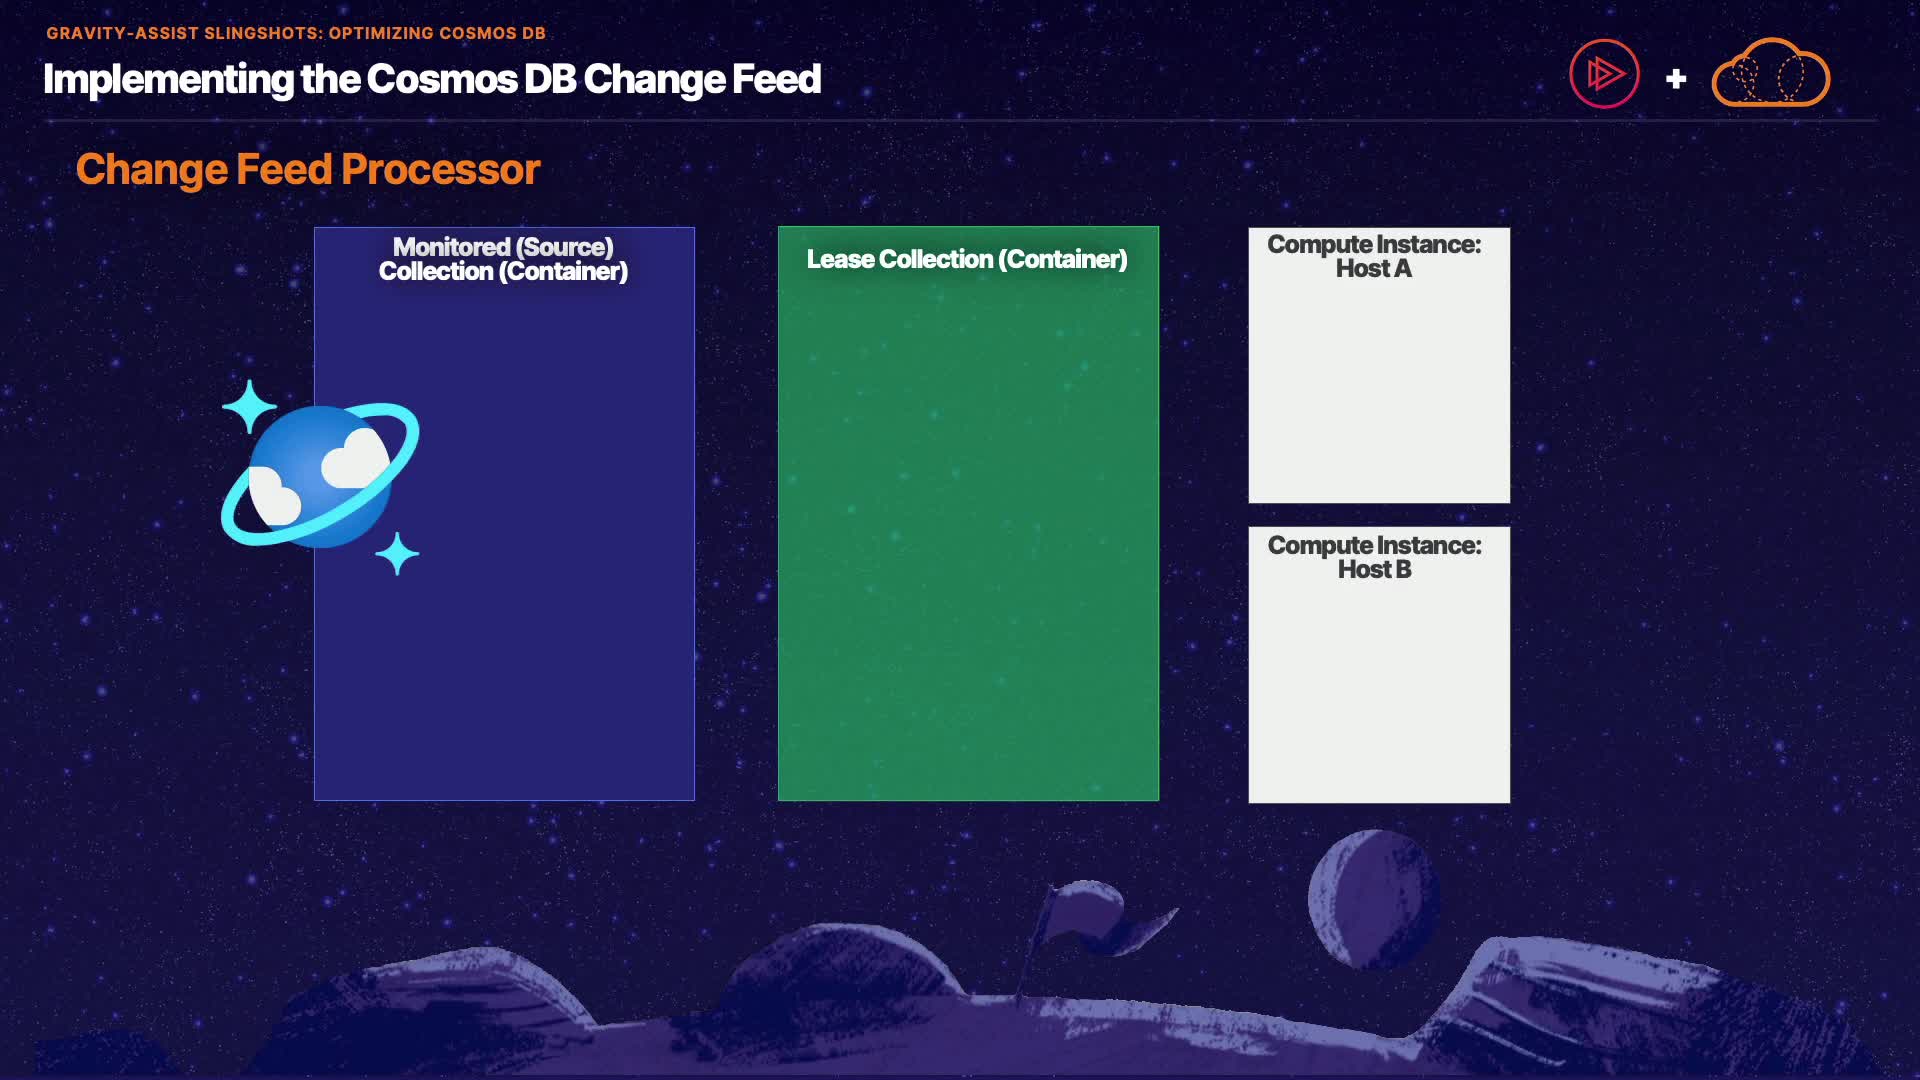 GRAVITY-ASSIST SLINGSHOTS: OPTIMIZING COSMOS DB
Implementing the Cosmos DB Change Feed
Change Feed Processor
Monitored (Source)
Collection (Container)
Lease Collection (Container)
Compute Instance:
Host A
Compute Instance:
Host B